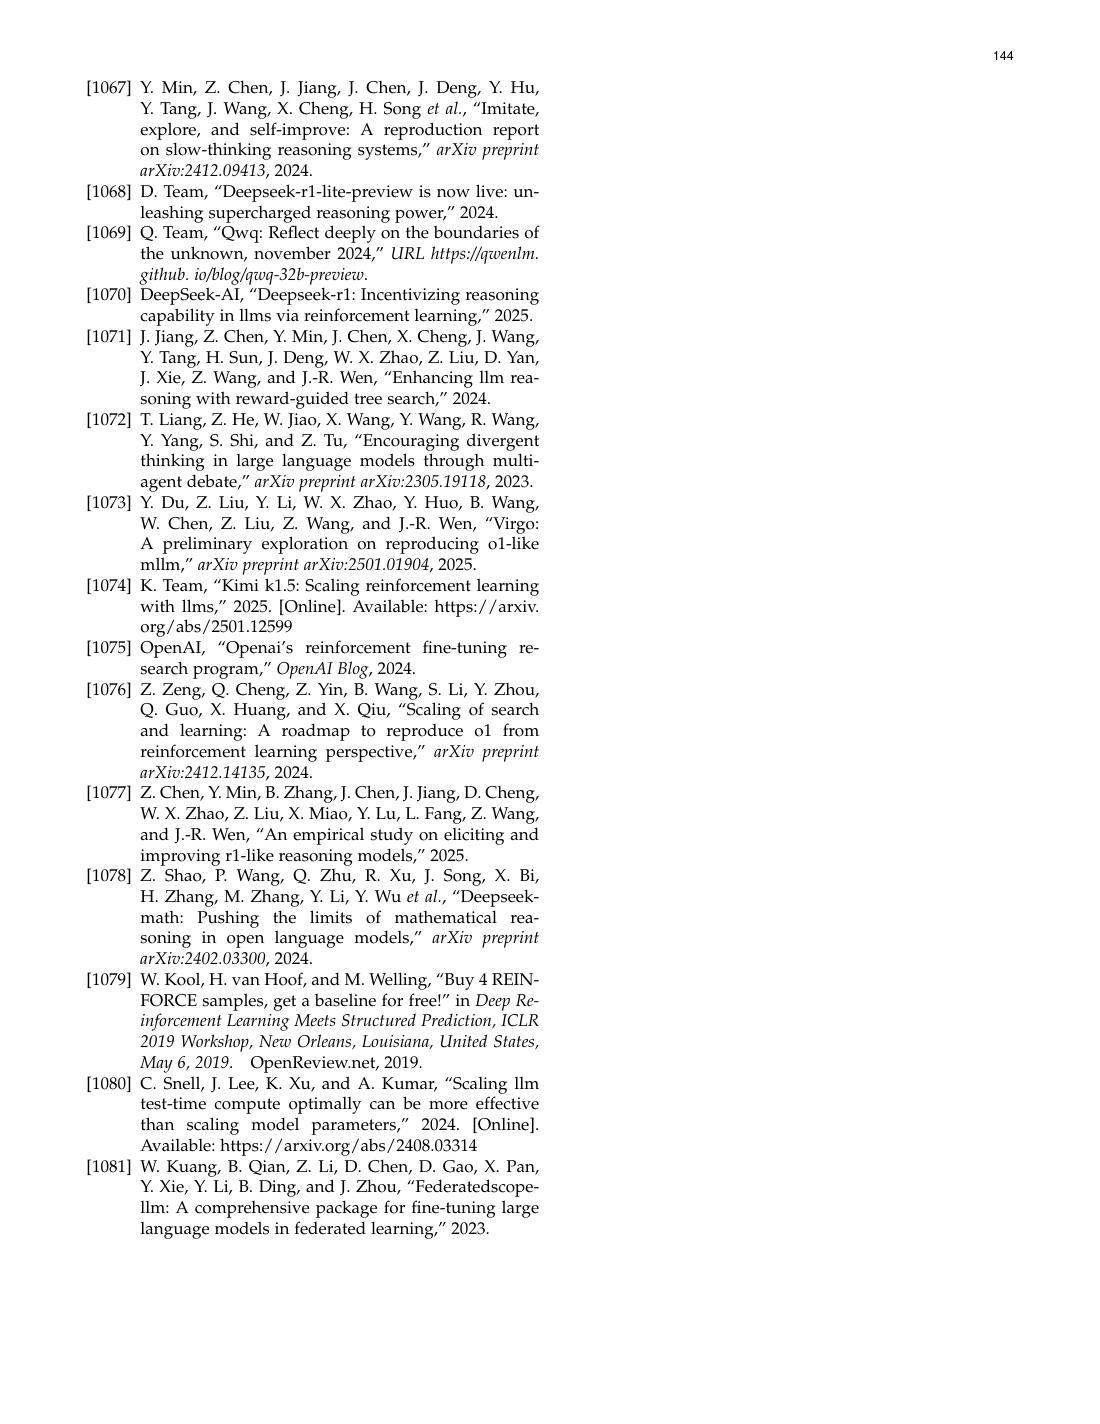 144
[1067] Y. Min, Z. Chen, J. Jiang, J. Chen, J. Deng, Y. Hu,
Y. Tang, J. Wang, X. Cheng, H. Song et al., “Imitate,
explore, and self-improve: A reproduction report
on slow-thinking reasoning systems,” arXiv preprint
arXiv:2412.09413, 2024.
[1068] D. Team, “Deepseek-r1-lite-preview is now live: un-
leashing supercharged reasoning power,” 2024.
[1069] Q. Team, “Qwq: Reflect deeply on the boundaries of
the unknown, november 2024,” URL https://qwenlm.
github. io/blog/qwq-32b-preview.
[1070] DeepSeek-AI, “Deepseek-r1: Incentivizing reasoning
capability in llms via reinforcement learning,” 2025.
[1071] J. Jiang, Z. Chen, Y. Min, J. Chen, X. Cheng, J. Wang,
Y. Tang, H. Sun, J. Deng, W. X. Zhao, Z. Liu, D. Yan,
J. Xie, Z. Wang, and J.-R. Wen, “Enhancing llm rea-
soning with reward-guided tree search,” 2024.
[1072] T. Liang, Z. He, W. Jiao, X. Wang, Y. Wang, R. Wang,
Y. Yang, S. Shi, and Z. Tu, “Encouraging divergent
thinking in large language models through multi-
agent debate,” arXiv preprint arXiv:2305.19118, 2023.
[1073] Y. Du, Z. Liu, Y. Li, W. X. Zhao, Y. Huo, B. Wang,
W. Chen, Z. Liu, Z. Wang, and J.-R. Wen, “Virgo:
A preliminary exploration on reproducing o1-like
mllm,” arXiv preprint arXiv:2501.01904, 2025.
[1074] K. Team, “Kimi k1.5: Scaling reinforcement learning
with llms,” 2025. [Online]. Available: https://arxiv.
org/abs/2501.12599
[1075] OpenAI, “Openai’s reinforcement fine-tuning re-
search program,” OpenAI Blog, 2024.
[1076] Z. Zeng, Q. Cheng, Z. Yin, B. Wang, S. Li, Y. Zhou,
Q. Guo, X. Huang, and X. Qiu, “Scaling of search
and learning: A roadmap to reproduce o1 from
reinforcement learning perspective,” arXiv preprint
arXiv:2412.14135, 2024.
[1077] Z. Chen, Y. Min, B. Zhang, J. Chen, J. Jiang, D. Cheng,
W. X. Zhao, Z. Liu, X. Miao, Y. Lu, L. Fang, Z. Wang,
and J.-R. Wen, “An empirical study on eliciting and
improving r1-like reasoning models,” 2025.
[1078] Z. Shao, P. Wang, Q. Zhu, R. Xu, J. Song, X. Bi,
H. Zhang, M. Zhang, Y. Li, Y. Wu et al., “Deepseek-
math: Pushing the limits of mathematical rea-
soning in open language models,” arXiv preprint
arXiv:2402.03300, 2024.
[1079] W. Kool, H. van Hoof, and M. Welling, “Buy 4 REIN-
FORCE samples, get a baseline for free!” in Deep Re-
inforcement Learning Meets Structured Prediction, ICLR
2019 Workshop, New Orleans, Louisiana, United States,
May 6, 2019. OpenReview.net, 2019.
[1080] C. Snell, J. Lee, K. Xu, and A. Kumar, “Scaling llm
test-time compute optimally can be more effective
than scaling model parameters,” 2024. [Online].
Available: https://arxiv.org/abs/2408.03314
[1081] W. Kuang, B. Qian, Z. Li, D. Chen, D. Gao, X. Pan,
Y. Xie, Y. Li, B. Ding, and J. Zhou, “Federatedscope-
llm: A comprehensive package for fine-tuning large
language models in federated learning,” 2023.